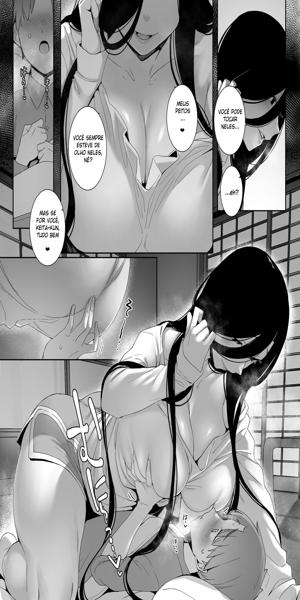 MEUS
PEITOS
...♥
VOCÊ PODE
TOCAR
NELES...
VOCÊ SEMPRE
ESTEVE DE
OLHO NELES,
NÉ?
...EH?
MAS SE
FOR VOCÊ,
KEITA-KUN,
TUDO BEM
♥